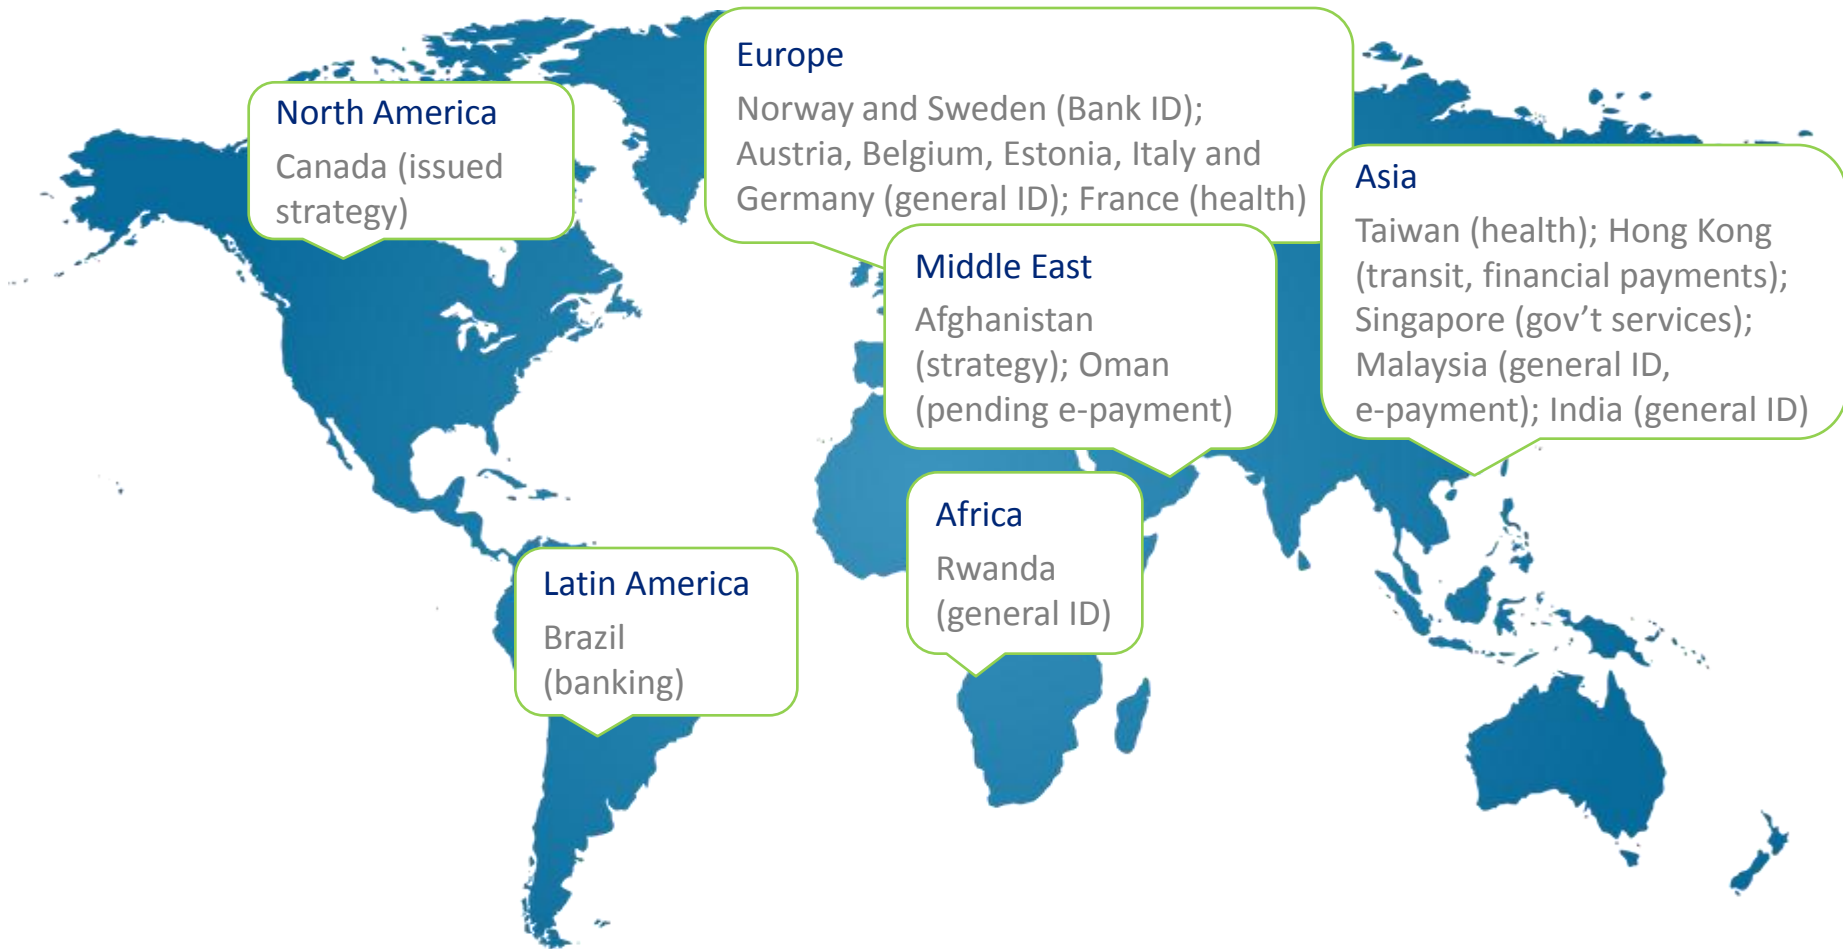 North America
Canada (issued
strategy)
Europe
Norway and Sweden (Bank ID);
Austria, Belgium, Estonia, Italy and
Germany (general ID); France (health)
Middle East
Afghanistan
(strategy); Oman
(pending e-payment)
Asia
Taiwan (health); Hong Kong
(transit, financial payments);
Singapore (gov’t services);
Malaysia (general ID,
e-payment); India (general ID)
Latin America
Brazil
(banking)
Africa
Rwanda
(general ID)